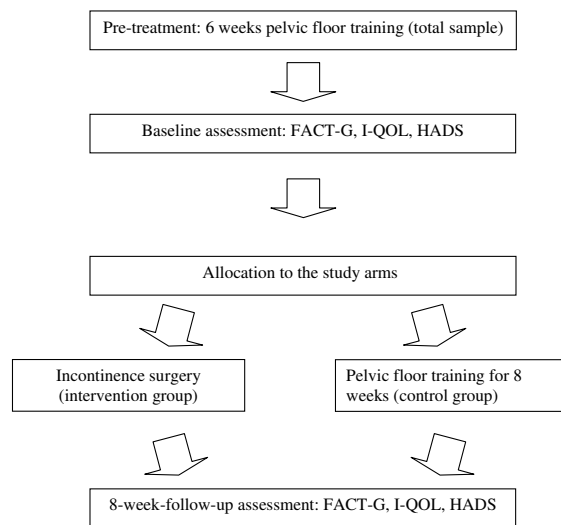 Pre-treatment: 6 weeks pelvic floor training (total sample)
Baseline assessment: FACT-G, I-QOL, HADS
Allocation to the study arms
Incontinence surgery
(intervention group)
Pelvic floor training for 8
weeks (control group)
8-week-follow-up assessment: FACT-G, I-QOL, HADS